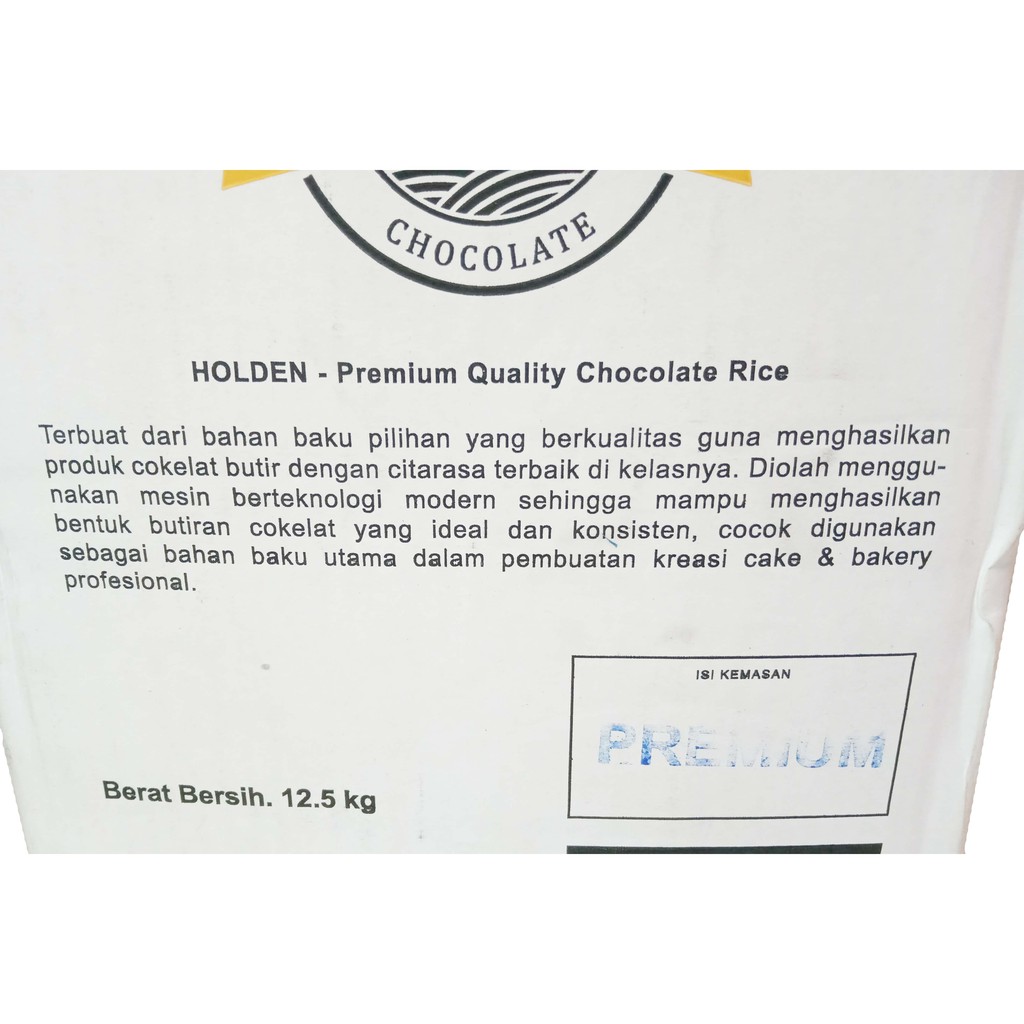 CHOCOLATE
HOLDEN - Premium Quality Chocolate Rice
Terbuat dari bahan baku pilihan yang berkualitas guna menghasilkan
produk cokelat butir dengan citarasa terbaik di kelasnya. Diolah menggu-
nakan mesin berteknologi modern sehingga mampu menghasilkan
bentuk butiran cokelat yang ideal dan konsisten, cocok digunakan
sebagai bahan baku utama dalam pembuatan kreasi cake & bakery
profesional.
ISI KEMASAN
PREMIUM
Berat Bersih. 12.5 kg